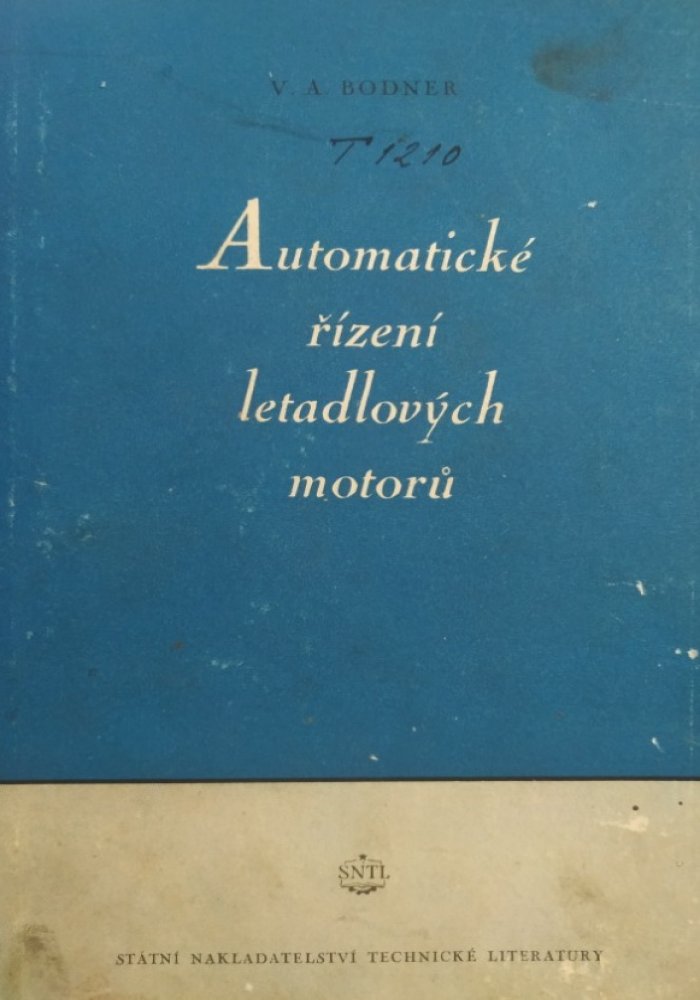 V. A. BODNER
T 1210
Automatické
řízení
letadlových
motorů
SNTL
STÁTNÍ NAKLADATELSTVÍ TECHNICKÉ LITERATURY